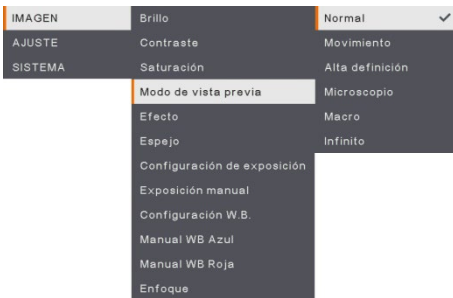 IMAGEN
AJUSTE
SISTEMA
Brillo
Contraste
Saturación
Modo de vista previa
Efecto
Espejo
Configuración de exposición
Exposición manual
Configuración W.B.
Manual WB Azul
Manual WB Roja
Enfoque
Normal
Movimiento
Alta definición
Microscopio
Macro
Infinito